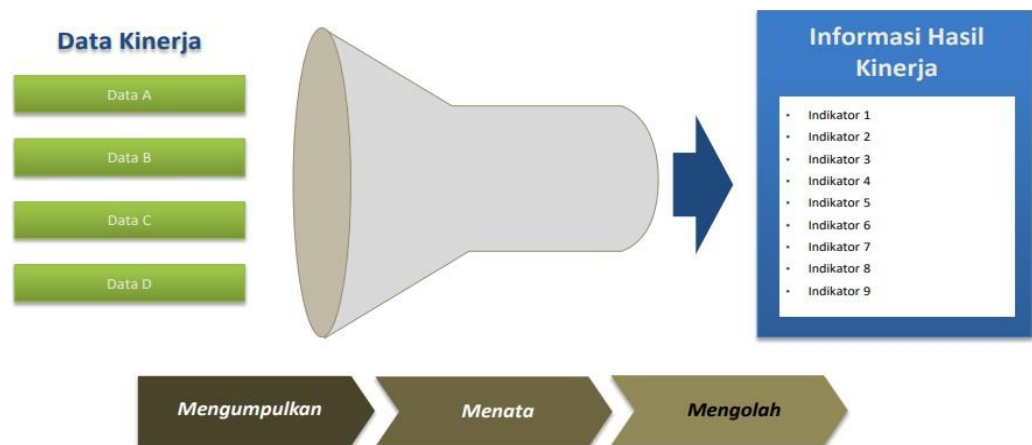 Data Kinerja
Data A
Data B
Data C
Data D
Informasi Hasil
Kinerja
• Indikator 1
• Indikator 2
• Indikator 3
• Indikator 4
• Indikator 5
• Indikator 6
• Indikator 7
• Indikator 8
• Indikator 9
Mengumpulkan
Menata
Mengolah